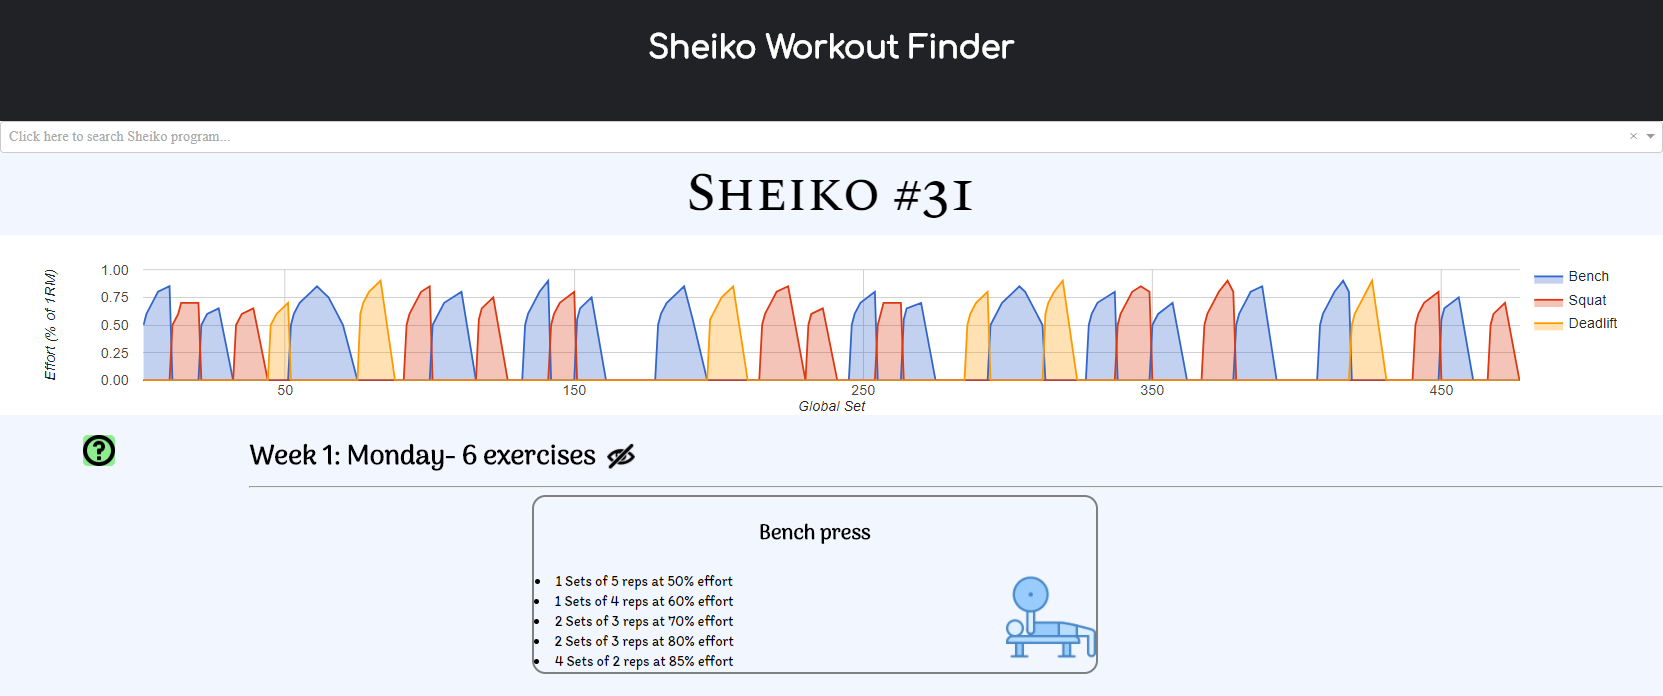 Sheiko Workout Finder
Click here to search Sheiko program...
× 
Sheiko #31
Effort (% of 1RM)
1.00
0.75
0.50
0.25
0.00
50 150 250 350 450
Global Set
Bench
Squat
Deadlift
?
Week 1: Monday- 6 exercises
Bench press
• 1 Sets of 5 reps at 50% effort
• 1 Sets of 4 reps at 60% effort
• 2 Sets of 3 reps at 70% effort
• 2 Sets of 3 reps at 80% effort
• 4 Sets of 2 reps at 85% effort